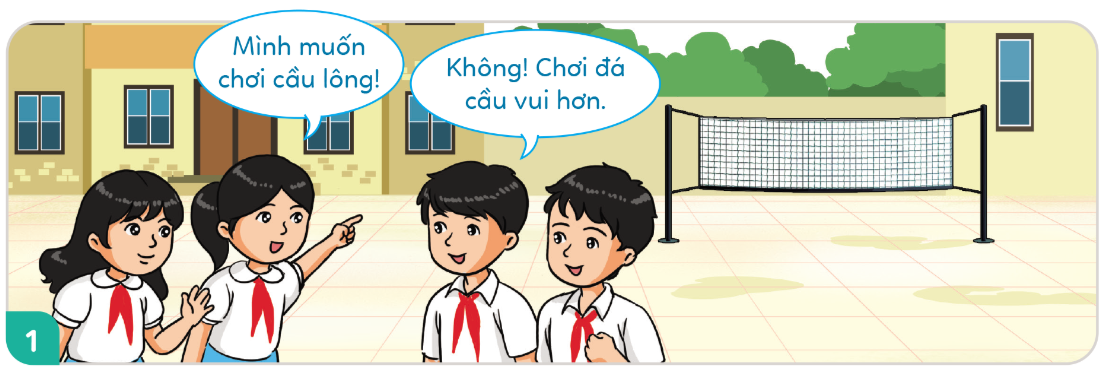 Mình muốn
chơi cầu lông!
Không! Chơi đá
cầu vui hơn.
1